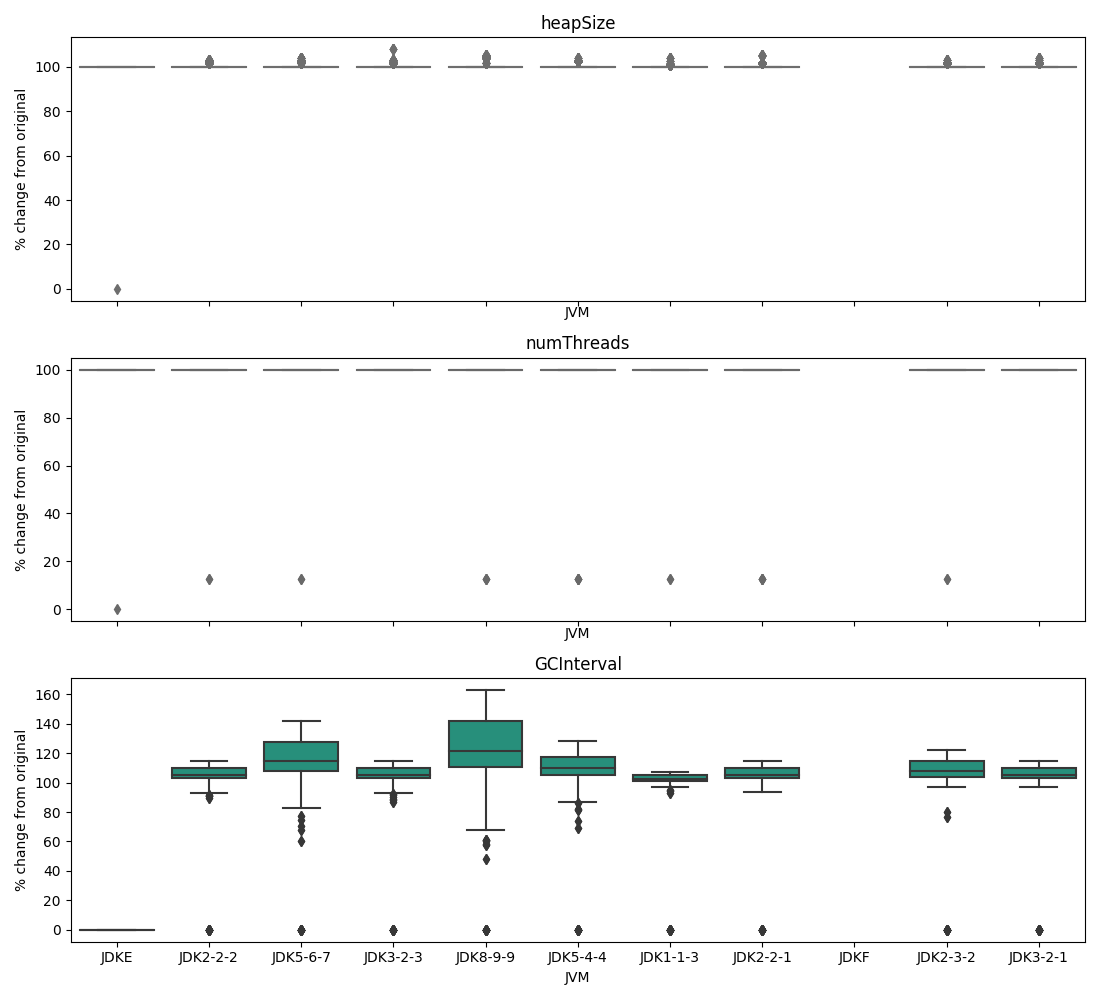 heapSize
% change from original
100
80
60
40
20
0
JVM
numThreads
% change from original
100
80
60
40
20
0
JVM
GCInterval
% change from original
160
140
120
100
80
60
40
20
0
JDKE JDK2-2-2 JDK5-6-7 JDK3-2-3 JDK8-9-9 JDK5-4-4 JDK1-1-3 JDK2-2-1 JDKF JDK2-3-2 JDK3-2-1
JVM